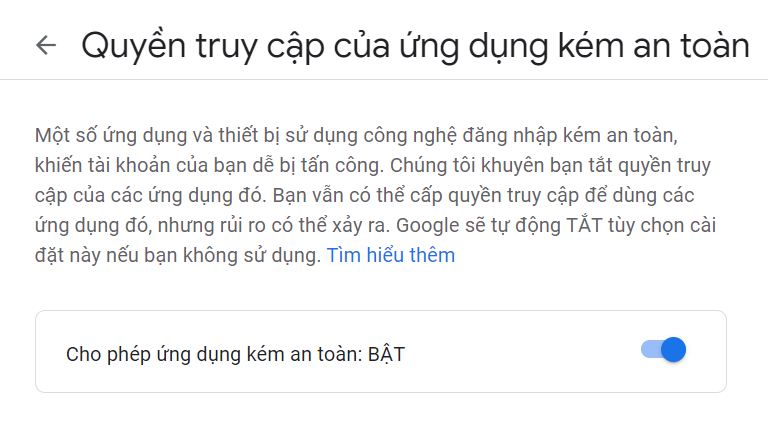 Quyền truy cập của ứng dụng kém an toàn
Một số ứng dụng và thiết bị sử dụng công nghệ đăng nhập kém an toàn,
khiến tài khoản của bạn dễ bị tấn công. Chúng tôi khuyên bạn tắt quyền truy
cập của các ứng dụng đó. Bạn vẫn có thể cấp quyền truy cập để dùng các
ứng dụng đó, nhưng rủi ro có thể xảy ra. Google sẽ tự động TẮT tùy chọn cài
đặt này nếu bạn không sử dụng. Tìm hiểu thêm
Cho phép ứng dụng kém an toàn: BẬT